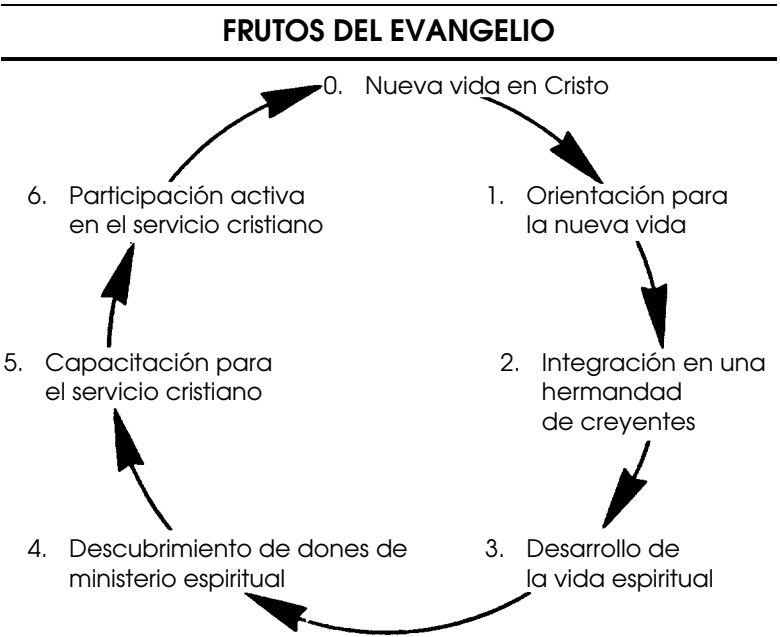 FRUTOS DEL EVANGELIO
0. Nueva vida en Cristo
1. Orientación para
la nueva vida
2. Integración en una
hermandad
de creyentes
3. Desarrollo de
la vida espiritual
4. Descubrimiento de dones de
ministerio espiritual
5. Capacitación para
el servicio cristiano
6. Participación activa
en el servicio cristiano